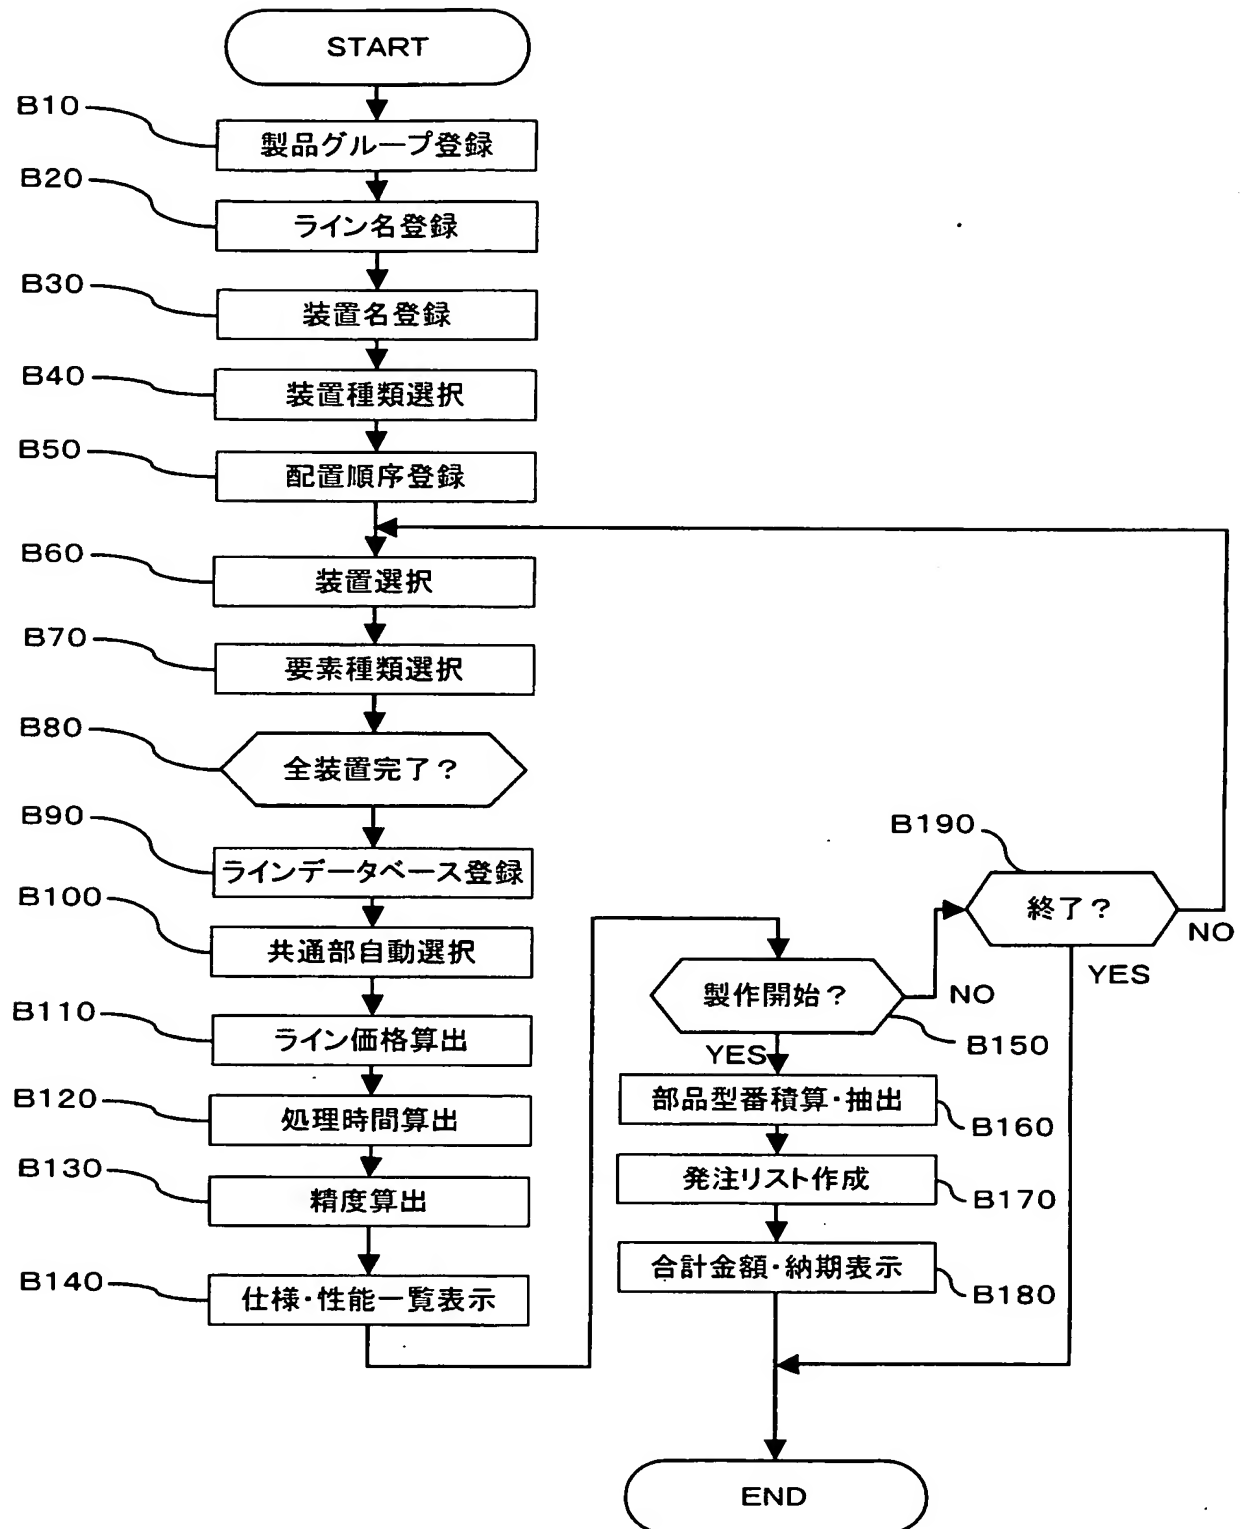 START
B10
製品グループ登録
B20
ライン名登録
B30
装置名登録
B40
装置種類選択
B50
配置順序登録
B60
装置選択
B70
要素種類選択
B80
全装置完了?
B90
ラインデータベース登録
B100
共通部自動選択
B110
ライン価格算出
B120
処理時間算出
B130
精度算出
B140
仕様・性能一覧表示
B190
終了?
NO
YES
製作開始?
NO
B150
YES
部品型番積算・抽出
B160
発注リスト作成
B170
合計金額・納期表示
B180
END